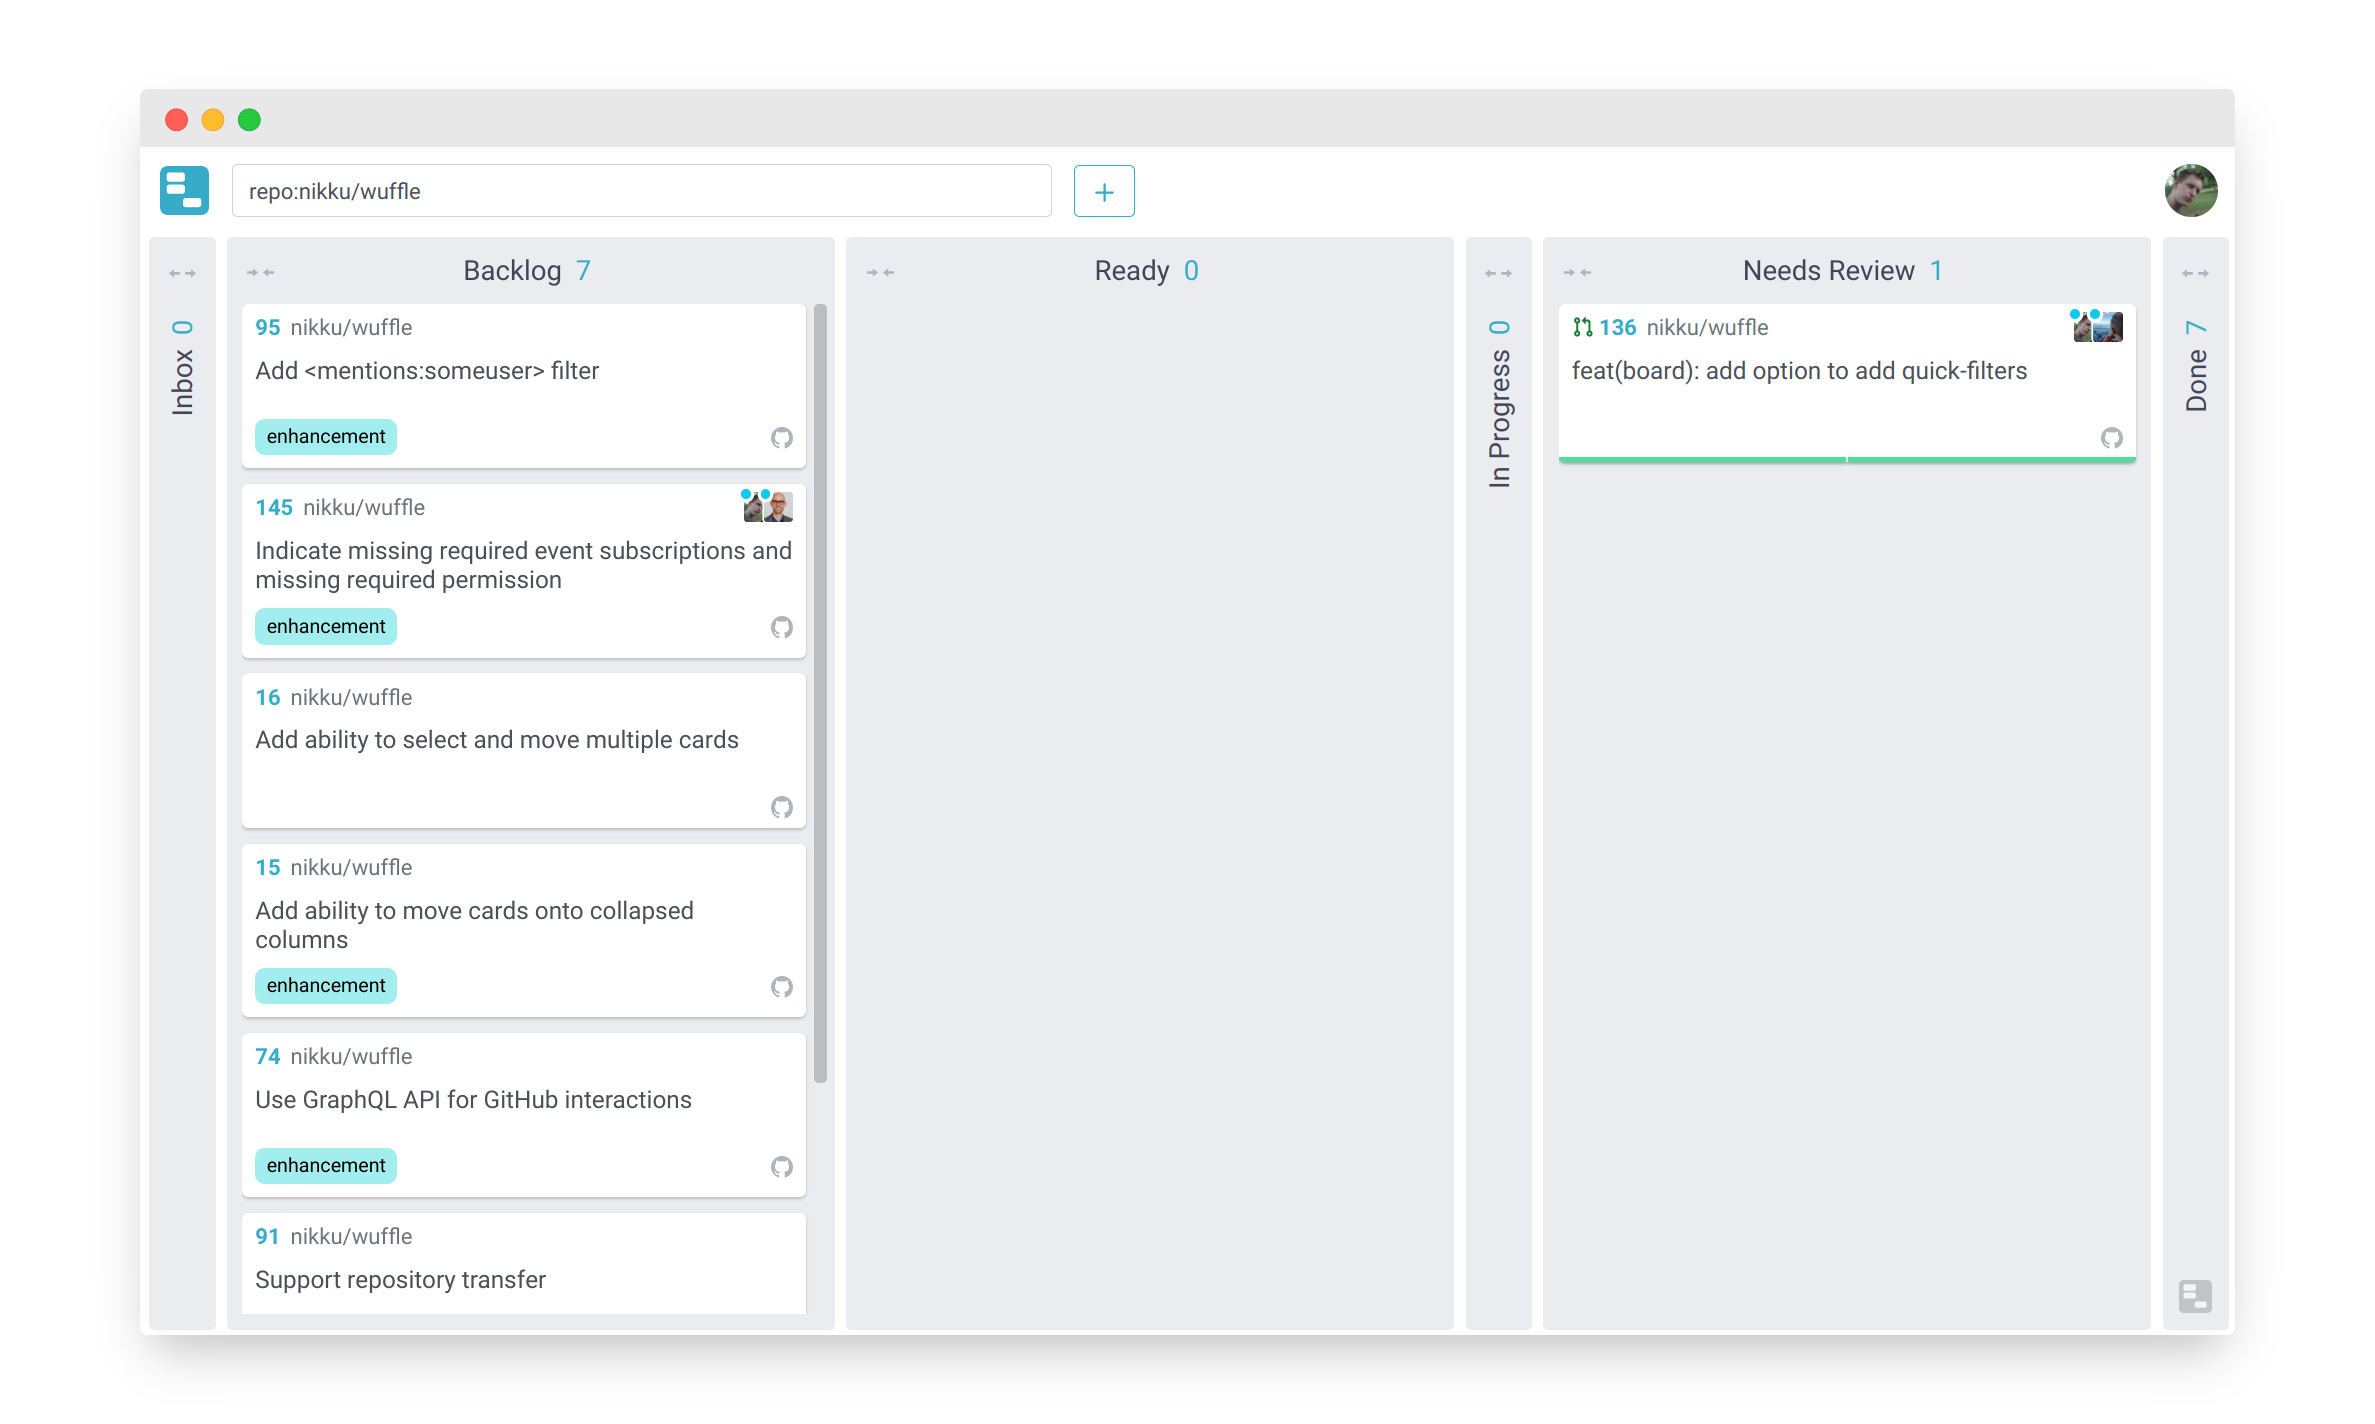 repo:nikku/wuffle
+
Inbox 0
Backlog 7
95 nikku/wuffle
Add <mentions:someuser> filter
enhancement
145 nikku/wuffle
Indicate missing required event subscriptions and
missing required permission
enhancement
16 nikku/wuffle
Add ability to select and move multiple cards
15 nikku/wuffle
Add ability to move cards onto collapsed
columns
enhancement
74 nikku/wuffle
Use GraphQL API for GitHub interactions
enhancement
91 nikku/wuffle
Support repository transfer
Ready 0
In Progress 0
Needs Review 1
136 nikku/wuffle
feat(board): add option to add quick-filters
Done 7